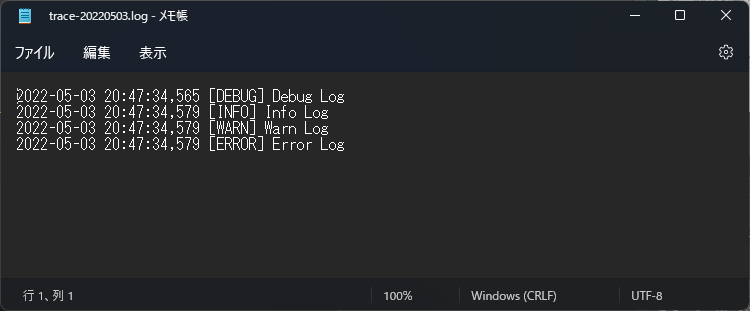 trace-20220503.log - メモ帳
ファイル 編集 表示
2022-05-03 20:47:34,565 [DEBUG] Debug Log
2022-05-03 20:47:34,579 [INFO] Info Log
2022-05-03 20:47:34,579 [WARN] Warn Log
2022-05-03 20:47:34,579 [ERROR] Error Log
行 1、列 1 100% Windows (CRLF) UTF-8